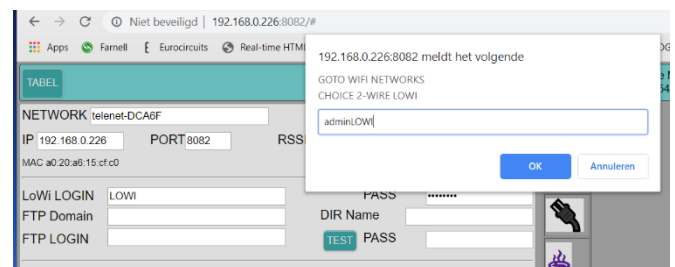 Niet beveiligd | 192.168.0.226:8082/#
Apps Farnell Eurocircuits Real-time HTM
192.168.0.226:8082 meldt het volgende
GOTO WIFI NETWORKS
CHOICE 2-WIRE LOWI
adminLOWI
OK Annuleren
TABEL
NETWORK telenet-DCA6F
IP 192.168.0.226 PORT 8082 RSS
MAC a0:20:a6:15:cf:c0
LoWi LOGIN LOWI PASS ········
FTP Domain DIR Name
FTP LOGIN TEST PASS